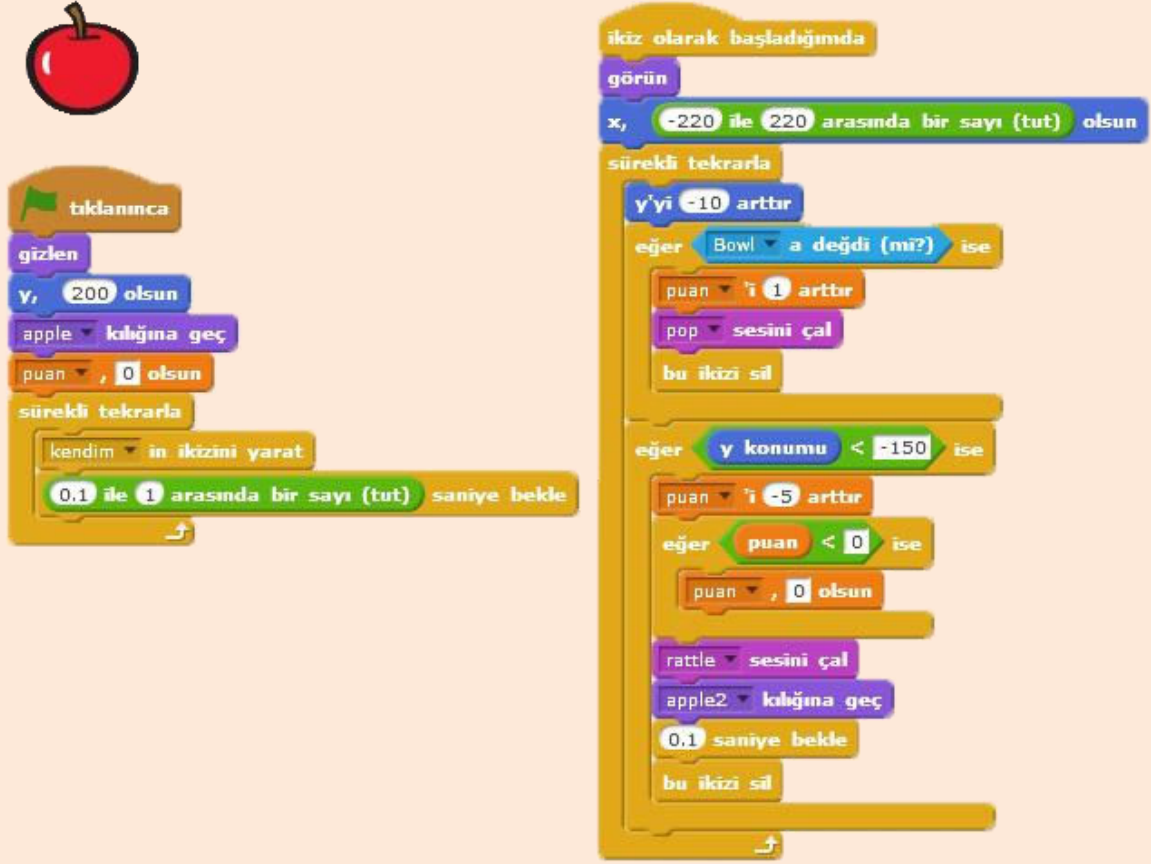 tıklanınca
gizlen
y, 200 olsun
apple kılığına geç
puan , 0 olsun
sürekli tekrarla
kendim in ikizini yarat
0.1 ile 1 arasında bir sayı (tut) saniye bekle
ikiz olarak başladığımda
görün
x, -220 ile 220 arasında bir sayı (tut) olsun
sürekli tekrarla
y'yi -10 arttır
eğer Bowl a değdi (mi?) ise
puan 'i 1 arttır
pop sesini çal
bu ikizi sil
eğer y konumu < -150 ise
puan 'i -5 arttır
eğer puan < 0 ise
puan , 0 olsun
rattle sesini çal
apple2 kılığına geç
0.1 saniye bekle
bu ikizi sil